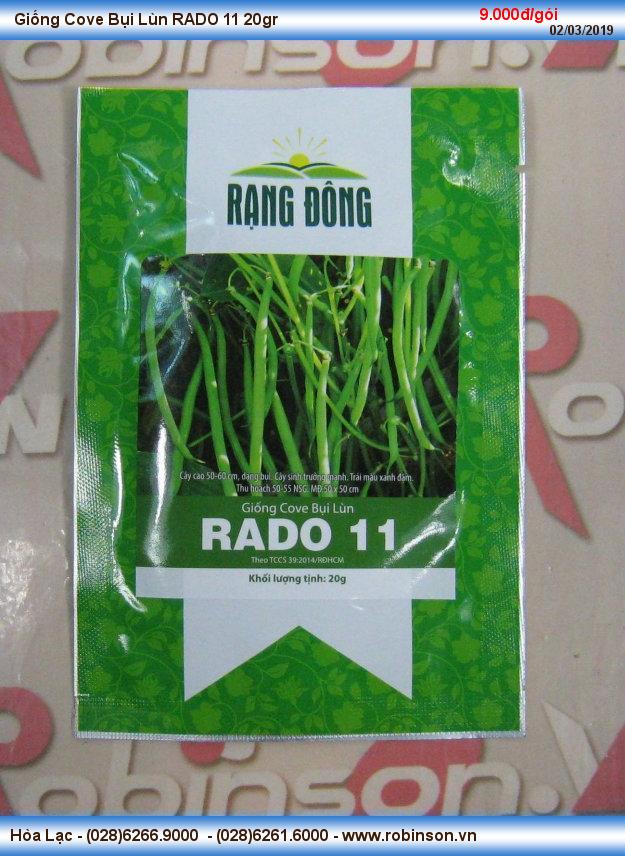 Giống Cove Bụi Lùn RADO 11 20gr
9.000đ/gói
02/03/2019
RẠNG ĐÔNG
Cây cao 50-60 cm, dạng bụi. Cây sinh trưởng mạnh. Trái màu xanh đậm.
Thu hoạch 50-55 NSG. MĐ 50 x 50 cm
Giống Cove Bụi Lùn
RADO 11
Theo TCCS 39:2014/RĐHCM
Khối lượng tịnh: 20g
Robinson.V
Hỏa Lạc - (028)6266.9000 - (028)6261.6000 - www.robinson.vn